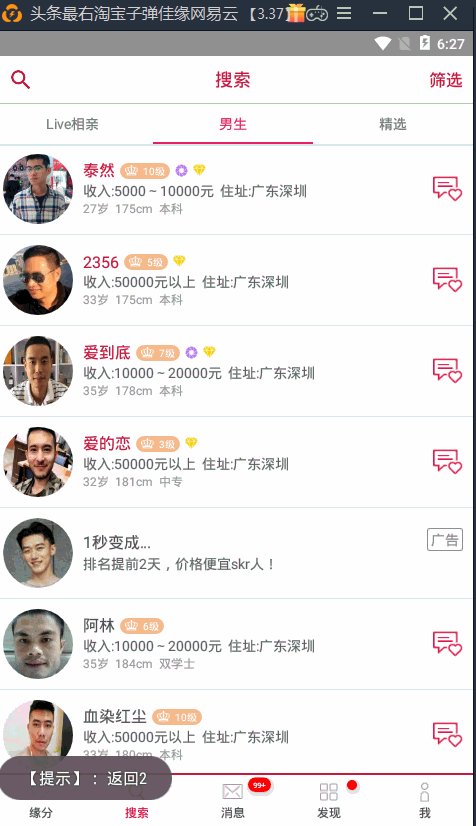 头条最右淘宝子弹佳缘网易云 【3.37
6:27
搜索 筛选
Live相亲 男生 精选
泰然 10级
收入:5000～10000元 住址:广东深圳
27岁 175cm 本科
2356 5级
收入:50000元以上 住址:广东深圳
33岁 175cm 本科
爱到底 7级
收入:10000～20000元 住址:广东深圳
35岁 178cm 本科
爱的恋 3级
收入:50000元以上 住址:广东深圳
32岁 181cm 中专
1秒变成...
广告
排名提前2天，价格便宜skr人！
阿林 6级
收入:10000～20000元 住址:广东深圳
35岁 184cm 双学士
血染红尘 10级
收入:50000元以上 住址:广东深圳
33岁 180cm 本科
【提示】：返回2
99+
缘分 搜索 消息 发现 我